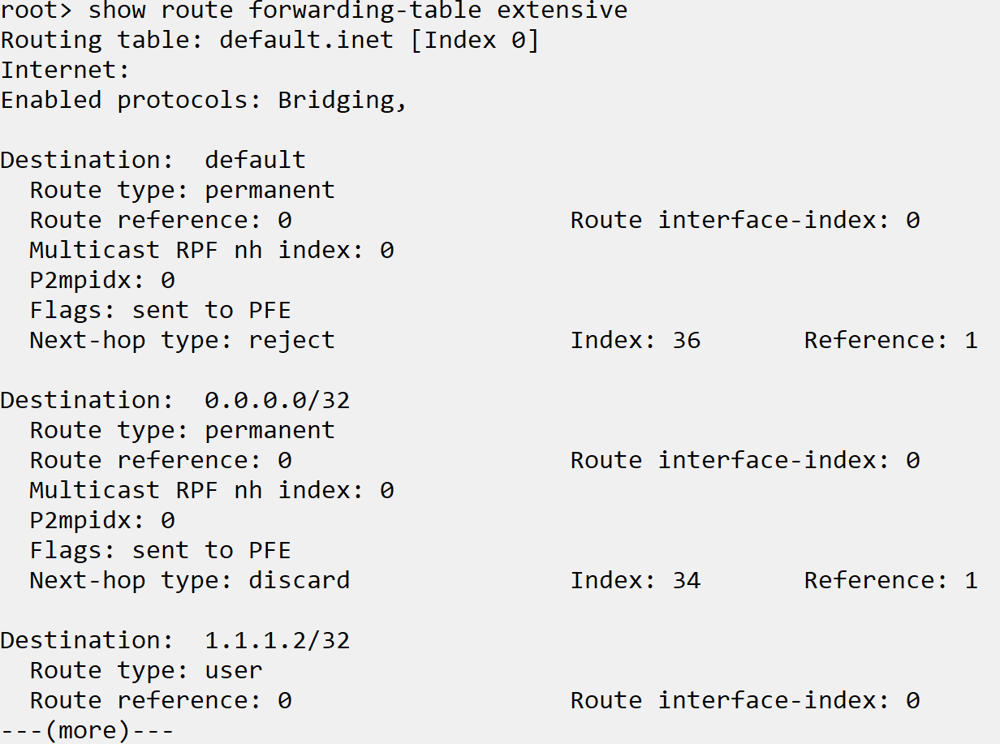 root> show route forwarding-table extensive
Routing table: default.inet [Index 0]
Internet:
Enabled protocols: Bridging,
Destination:  default
  Route type: permanent
  Route reference: 0                   Route interface-index: 0
  Multicast RPF nh index: 0
  P2mpidx: 0
  Flags: sent to PFE
  Next-hop type: reject                Index: 36       Reference: 1
Destination:  0.0.0.0/32
  Route type: permanent
  Route reference: 0                   Route interface-index: 0
  Multicast RPF nh index: 0
  P2mpidx: 0
  Flags: sent to PFE
  Next-hop type: discard               Index: 34       Reference: 1
Destination:  1.1.1.2/32
  Route type: user
  Route reference: 0                   Route interface-index: 0
---(more)---